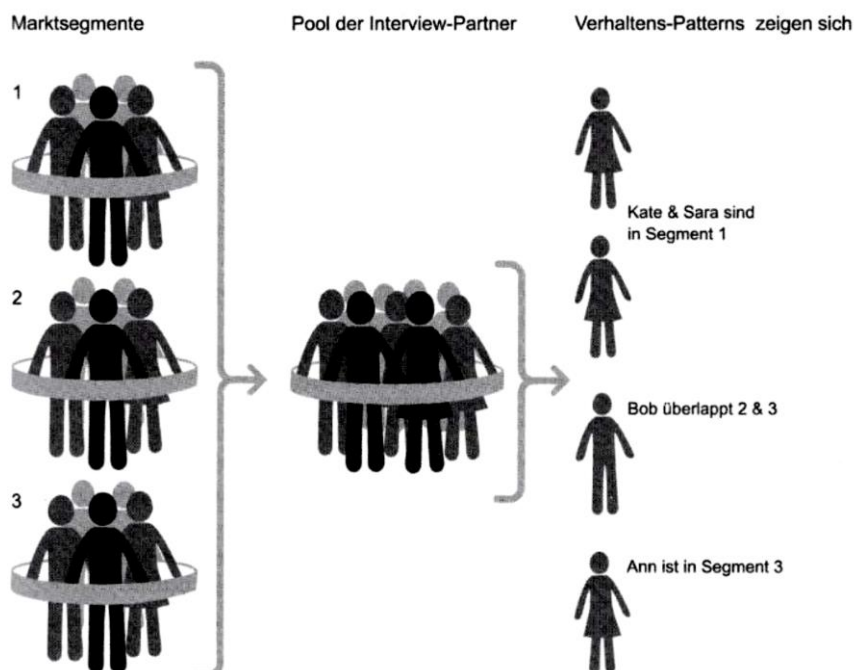 Marktsegmente
Pool der Interview-Partner
Verhaltens-Patterns zeigen sich
1
2
3
Kate & Sara sind
in Segment 1
Bob überlappt 2 & 3
Ann ist in Segment 3